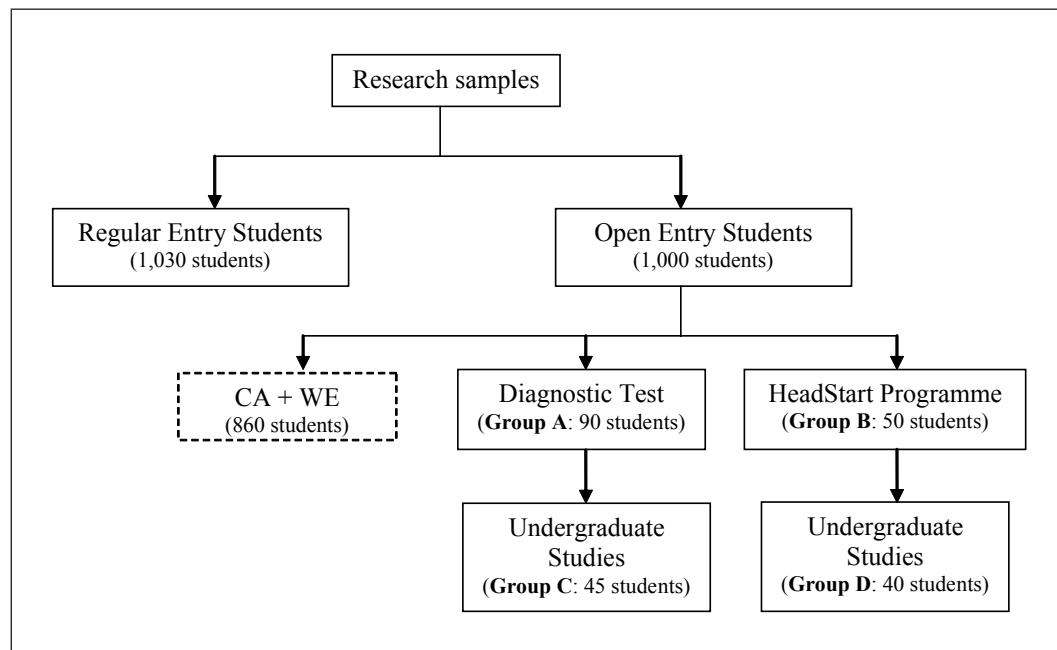 Research samples
Regular Entry Students
(1,030 students)
Open Entry Students
(1,000 students)
CA + WE
(860 students)
Diagnostic Test
(Group A: 90 students)
HeadStart Programme
(Group B: 50 students)
Undergraduate
Studies
(Group C: 45 students)
Undergraduate
Studies
(Group D: 40 students)